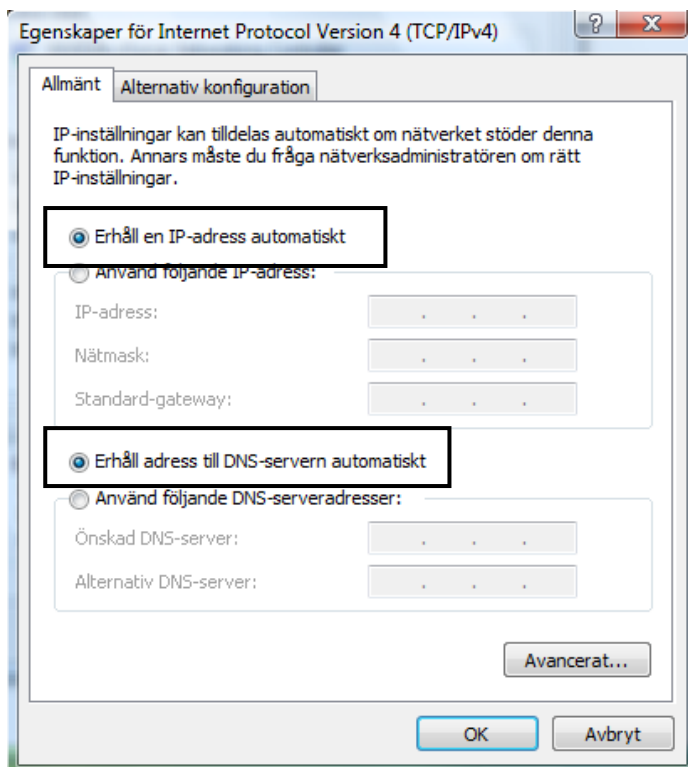 Egenskaper för Internet Protocol Version 4 (TCP/IPv4)
Allmänt
Alternativ konfiguration
IP-inställningar kan tilldelas automatiskt om nätverket stöder denna
funktion. Annars måste du fråga nätverksadministratören om rätt
IP-inställningar.
Erhåll en IP-adress automatiskt
Använd följande IP-adress:
IP-adress:
Nätmask:
Standard-gateway:
Erhåll adress till DNS-servern automatiskt
Använd följande DNS-serveradresser:
Önskad DNS-server:
Alternativ DNS-server:
Avancerat...
OK
Avbryt